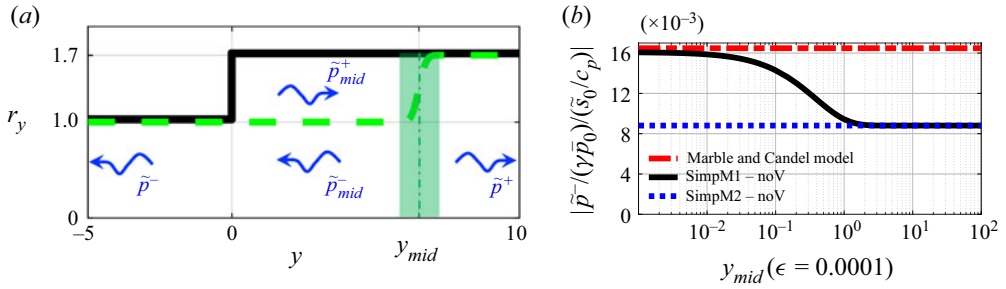 (a)
1.7
1.0
0
r_y
p̃⁺_mid
p̃⁻
p̃⁻_mid
p̃⁺
-5
0
y
y_mid
10
(b)
(×10⁻³)
16
12
8
4
0
|p̃⁻/(γp̄₀)/(s̃₀/c_p)|
Marble and Candel model
SimpM1 – noV
SimpM2 – noV
10⁻²
10⁻¹
10⁰
10¹
10²
y_mid (ϵ = 0.0001)